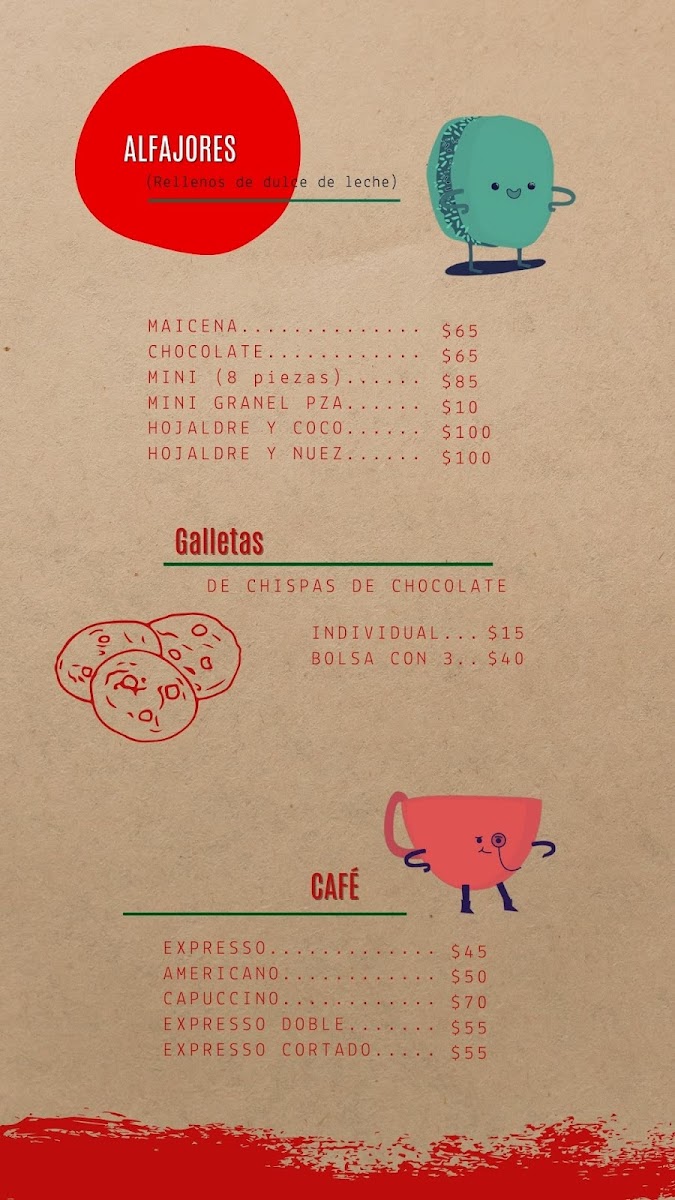 ALFAJORES
(Rellenos de dulce de leche)
MAICENA.............. $65
CHOCOLATE............ $65
MINI (8 piezas)...... $85
MINI GRANEL PZA...... $10
HOJALDRE Y COCO...... $100
HOJALDRE Y NUEZ...... $100
Galletas
DE CHISPAS DE CHOCOLATE
INDIVIDUAL... $15
BOLSA CON 3.. $40
CAFÉ
EXPRESSO............. $45
AMERICANO............ $50
CAPUCCINO............ $70
EXPRESSO DOBLE....... $55
EXPRESSO CORTADO..... $55